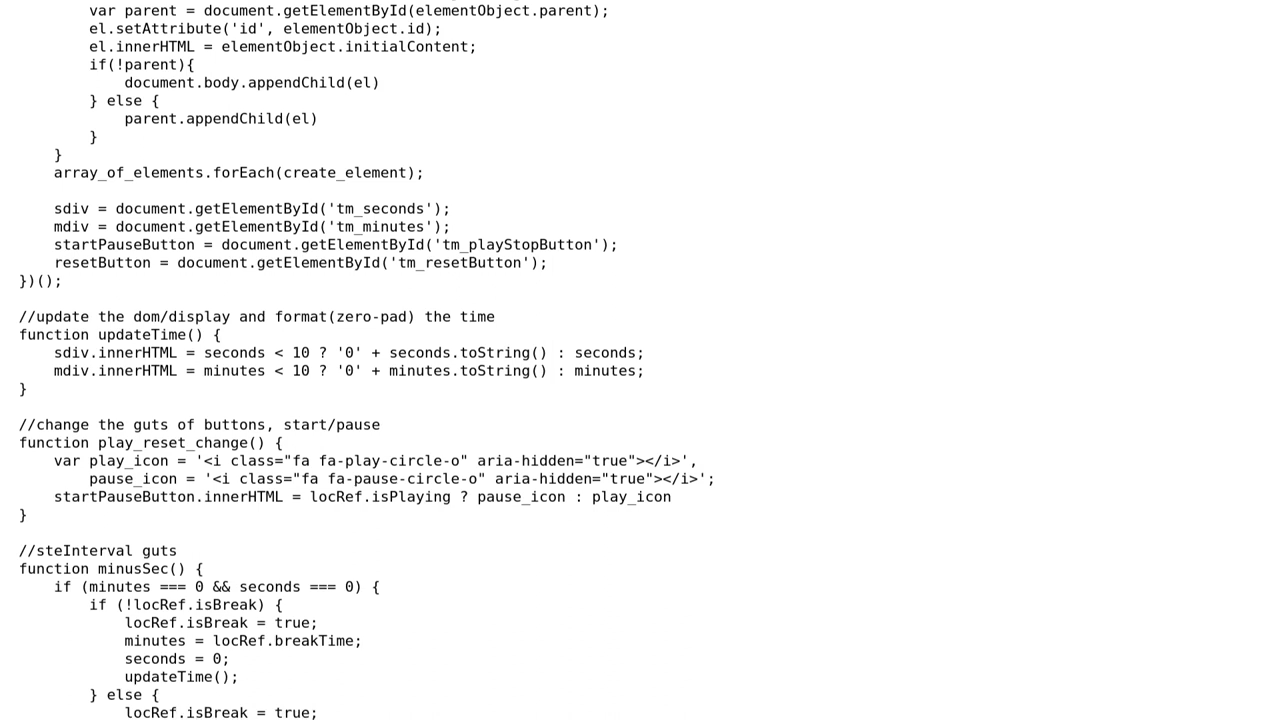 var parent = document.getElementById(elementObject.parent);
        el.setAttribute('id', elementObject.id);
        el.innerHTML = elementObject.initialContent;
        if(!parent){
            document.body.appendChild(el)
        } else {
            parent.appendChild(el)
        }
    }
    array_of_elements.forEach(create_element);

    sdiv = document.getElementById('tm_seconds');
    mdiv = document.getElementById('tm_minutes');
    startPauseButton = document.getElementById('tm_playStopButton');
    resetButton = document.getElementById('tm_resetButton');
})();

//update the dom/display and format(zero-pad) the time
function updateTime() {
    sdiv.innerHTML = seconds < 10 ? '0' + seconds.toString() : seconds;
    mdiv.innerHTML = minutes < 10 ? '0' + minutes.toString() : minutes;
}

//change the guts of buttons, start/pause
function play_reset_change() {
    var play_icon = '<i class="fa fa-play-circle-o" aria-hidden="true"></i>',
        pause_icon = '<i class="fa fa-pause-circle-o" aria-hidden="true"></i>';
    startPauseButton.innerHTML = locRef.isPlaying ? pause_icon : play_icon
}

//steInterval guts
function minusSec() {
    if (minutes === 0 && seconds === 0) {
        if (!locRef.isBreak) {
            locRef.isBreak = true;
            minutes = locRef.breakTime;
            seconds = 0;
            updateTime();
        } else {
            locRef.isBreak = true;